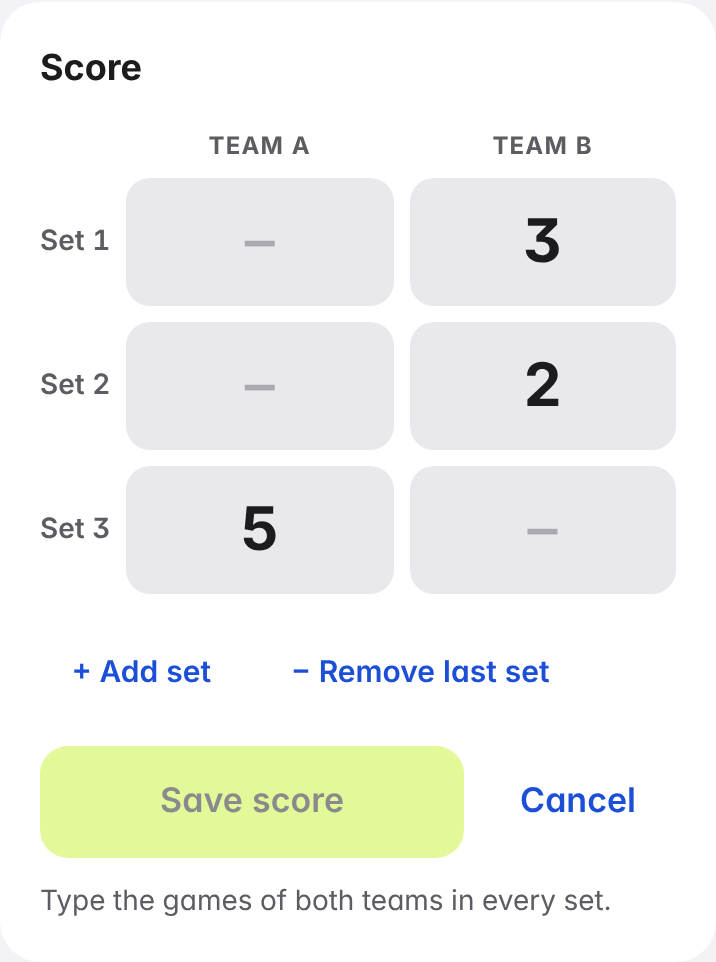 Score
TEAM A TEAM B
Set 1 – 3
Set 2 – 2
Set 3 5 –
+ Add set − Remove last set
Save score Cancel
Type the games of both teams in every set.